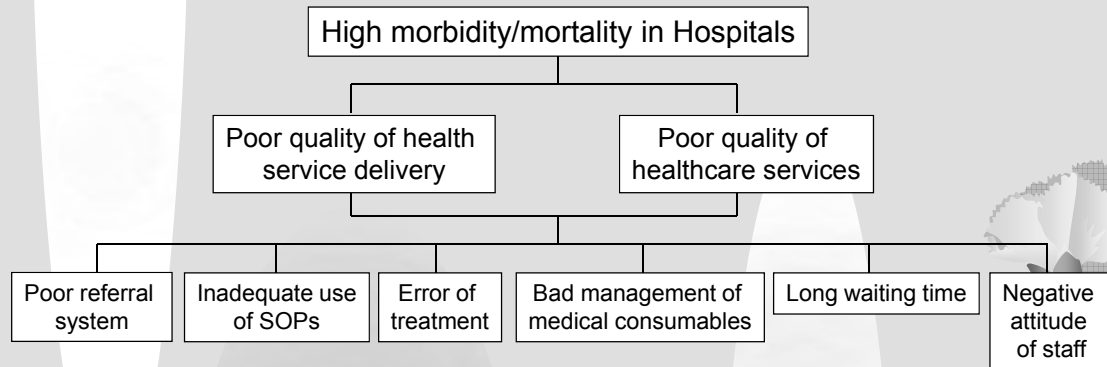 High morbidity/mortality in Hospitals
Poor quality of health
service delivery
Poor quality of
healthcare services
Poor referral
system
Inadequate use
of SOPs
Error of
treatment
Bad management of
medical consumables
Long waiting time
Negative
attitude
of staff